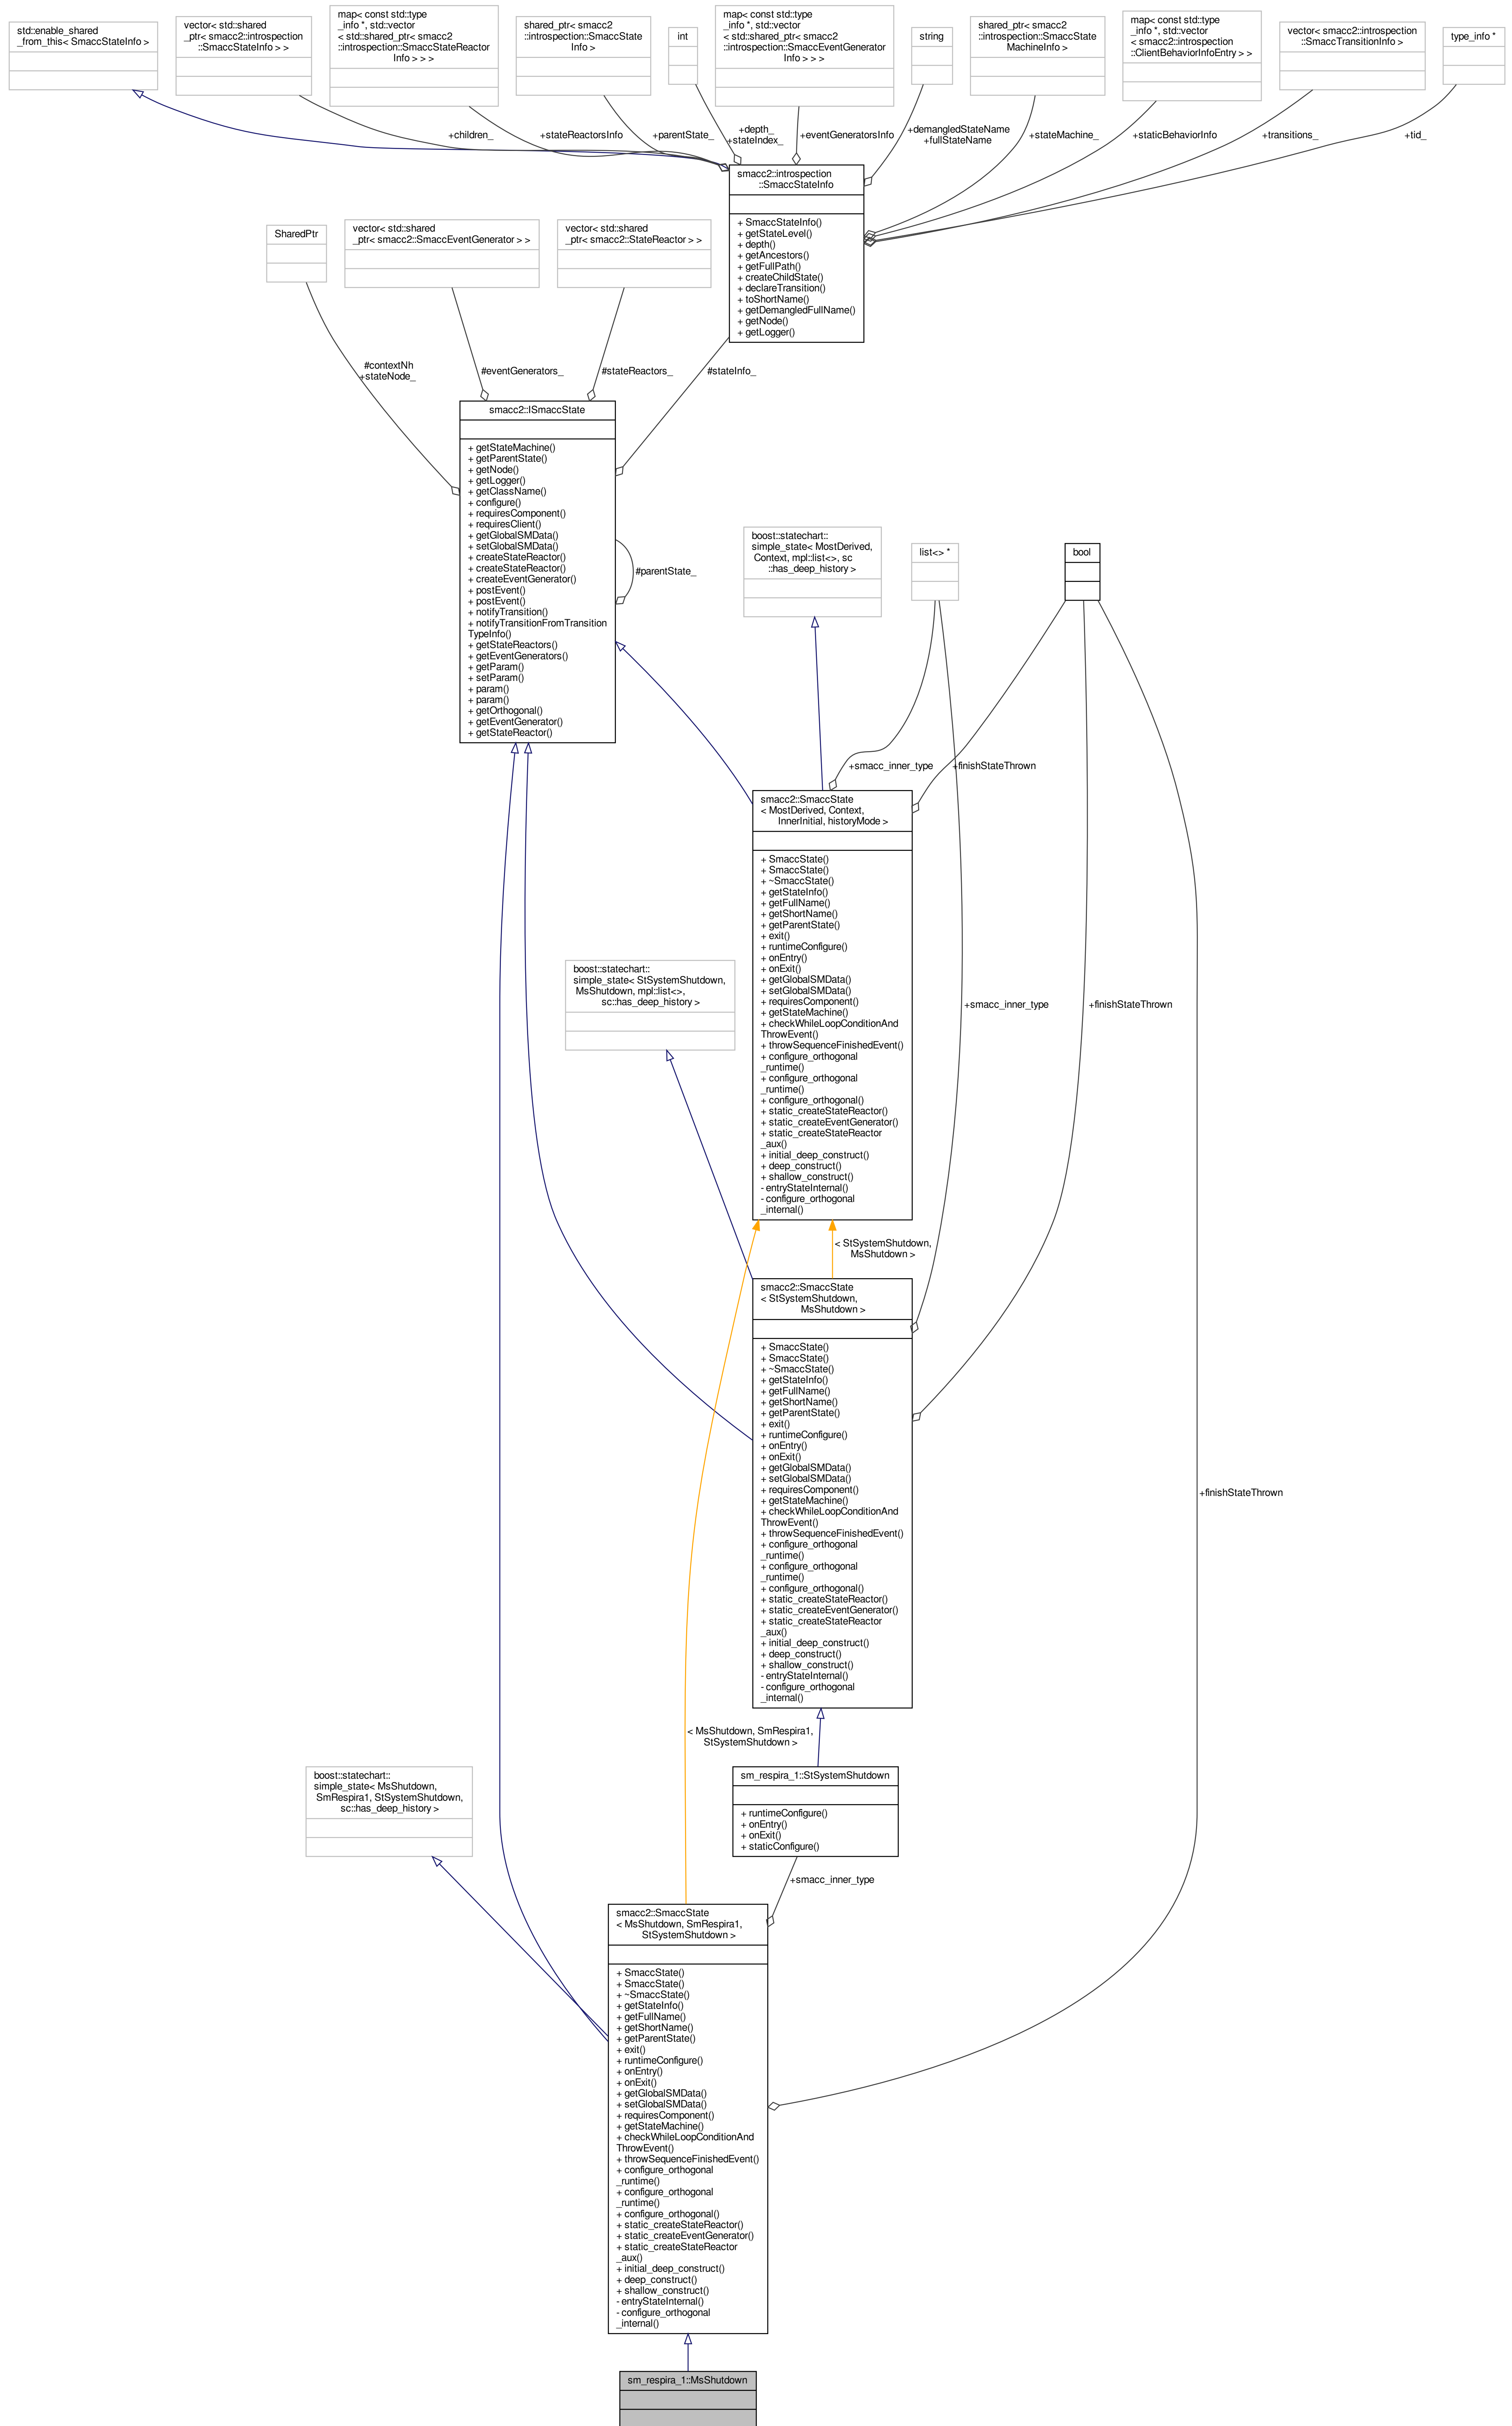 std::enable_shared
_from_this< SmaccStateInfo >
vector< std::shared
_ptr< smacc2::introspection
::SmaccStateInfo > >
map< const std::type
_info *, std::vector
< std::shared_ptr< smacc2
::introspection::SmaccStateReactor
Info > > >
shared_ptr< smacc2
::introspection::SmaccState
Info >
int
map< const std::type
_info *, std::vector
< std::shared_ptr< smacc2
::introspection::SmaccEventGenerator
Info > > >
string
shared_ptr< smacc2
::introspection::SmaccState
MachineInfo >
map< const std::type
_info *, std::vector
< smacc2::introspection
::ClientBehaviorInfoEntry > >
vector< smacc2::introspection
::SmaccTransitionInfo >
type_info *
+children_
+stateReactorsInfo
+parentState_
+depth_
+stateIndex_
+eventGeneratorsInfo
+demangledStateName
+fullStateName
+stateMachine_
+staticBehaviorInfo
+transitions_
+tid_
smacc2::introspection
::SmaccStateInfo
+ SmaccStateInfo()
+ getStateLevel()
+ depth()
+ getAncestors()
+ getFullPath()
+ createChildState()
+ declareTransition()
+ toShortName()
+ getDemangledFullName()
+ getNode()
+ getLogger()
SharedPtr
vector< std::shared
_ptr< smacc2::SmaccEventGenerator > >
vector< std::shared
_ptr< smacc2::StateReactor > >
#contextNh
+stateNode_
#eventGenerators_
#stateReactors_
#stateInfo_
smacc2::ISmaccState
+ getStateMachine()
+ getParentState()
+ getNode()
+ getLogger()
+ getClassName()
+ configure()
+ requiresComponent()
+ requiresClient()
+ getGlobalSMData()
+ setGlobalSMData()
+ createStateReactor()
+ createStateReactor()
+ createEventGenerator()
+ postEvent()
+ postEvent()
+ notifyTransition()
+ notifyTransitionFromTransition
TypeInfo()
+ getStateReactors()
+ getEventGenerators()
+ getParam()
+ setParam()
+ param()
+ param()
+ getOrthogonal()
+ getEventGenerator()
+ getStateReactor()
#parentState_
boost::statechart::
simple_state< MostDerived,
Context, mpl::list<>, sc
::has_deep_history >
list<> *
bool
+smacc_inner_type
+finishStateThrown
smacc2::SmaccState
< MostDerived, Context,
InnerInitial, historyMode >
+ SmaccState()
+ SmaccState()
+ ~SmaccState()
+ getStateInfo()
+ getFullName()
+ getShortName()
+ getParentState()
+ exit()
+ runtimeConfigure()
+ onEntry()
+ onExit()
+ getGlobalSMData()
+ setGlobalSMData()
+ requiresComponent()
+ getStateMachine()
+ checkWhileLoopConditionAnd
ThrowEvent()
+ throwSequenceFinishedEvent()
+ configure_orthogonal
_runtime()
+ configure_orthogonal
_runtime()
+ configure_orthogonal()
+ static_createStateReactor()
+ static_createEventGenerator()
+ static_createStateReactor
_aux()
+ initial_deep_construct()
+ deep_construct()
+ shallow_construct()
- entryStateInternal()
- configure_orthogonal
_internal()
boost::statechart::
simple_state< StSystemShutdown,
MsShutdown, mpl::list<>,
sc::has_deep_history >
+smacc_inner_type
+finishStateThrown
< StSystemShutdown,
MsShutdown >
smacc2::SmaccState
< StSystemShutdown,
MsShutdown >
+ SmaccState()
+ SmaccState()
+ ~SmaccState()
+ getStateInfo()
+ getFullName()
+ getShortName()
+ getParentState()
+ exit()
+ runtimeConfigure()
+ onEntry()
+ onExit()
+ getGlobalSMData()
+ setGlobalSMData()
+ requiresComponent()
+ getStateMachine()
+ checkWhileLoopConditionAnd
ThrowEvent()
+ throwSequenceFinishedEvent()
+ configure_orthogonal
_runtime()
+ configure_orthogonal
_runtime()
+ configure_orthogonal()
+ static_createStateReactor()
+ static_createEventGenerator()
+ static_createStateReactor
_aux()
+ initial_deep_construct()
+ deep_construct()
+ shallow_construct()
- entryStateInternal()
- configure_orthogonal
_internal()
+finishStateThrown
< MsShutdown, SmRespira1,
StSystemShutdown >
boost::statechart::
simple_state< MsShutdown,
SmRespira1, StSystemShutdown,
sc::has_deep_history >
sm_respira_1::StSystemShutdown
+ runtimeConfigure()
+ onEntry()
+ onExit()
+ staticConfigure()
+smacc_inner_type
smacc2::SmaccState
< MsShutdown, SmRespira1,
StSystemShutdown >
+ SmaccState()
+ SmaccState()
+ ~SmaccState()
+ getStateInfo()
+ getFullName()
+ getShortName()
+ getParentState()
+ exit()
+ runtimeConfigure()
+ onEntry()
+ onExit()
+ getGlobalSMData()
+ setGlobalSMData()
+ requiresComponent()
+ getStateMachine()
+ checkWhileLoopConditionAnd
ThrowEvent()
+ throwSequenceFinishedEvent()
+ configure_orthogonal
_runtime()
+ configure_orthogonal
_runtime()
+ configure_orthogonal()
+ static_createStateReactor()
+ static_createEventGenerator()
+ static_createStateReactor
_aux()
+ initial_deep_construct()
+ deep_construct()
+ shallow_construct()
- entryStateInternal()
- configure_orthogonal
_internal()
sm_respira_1::MsShutdown